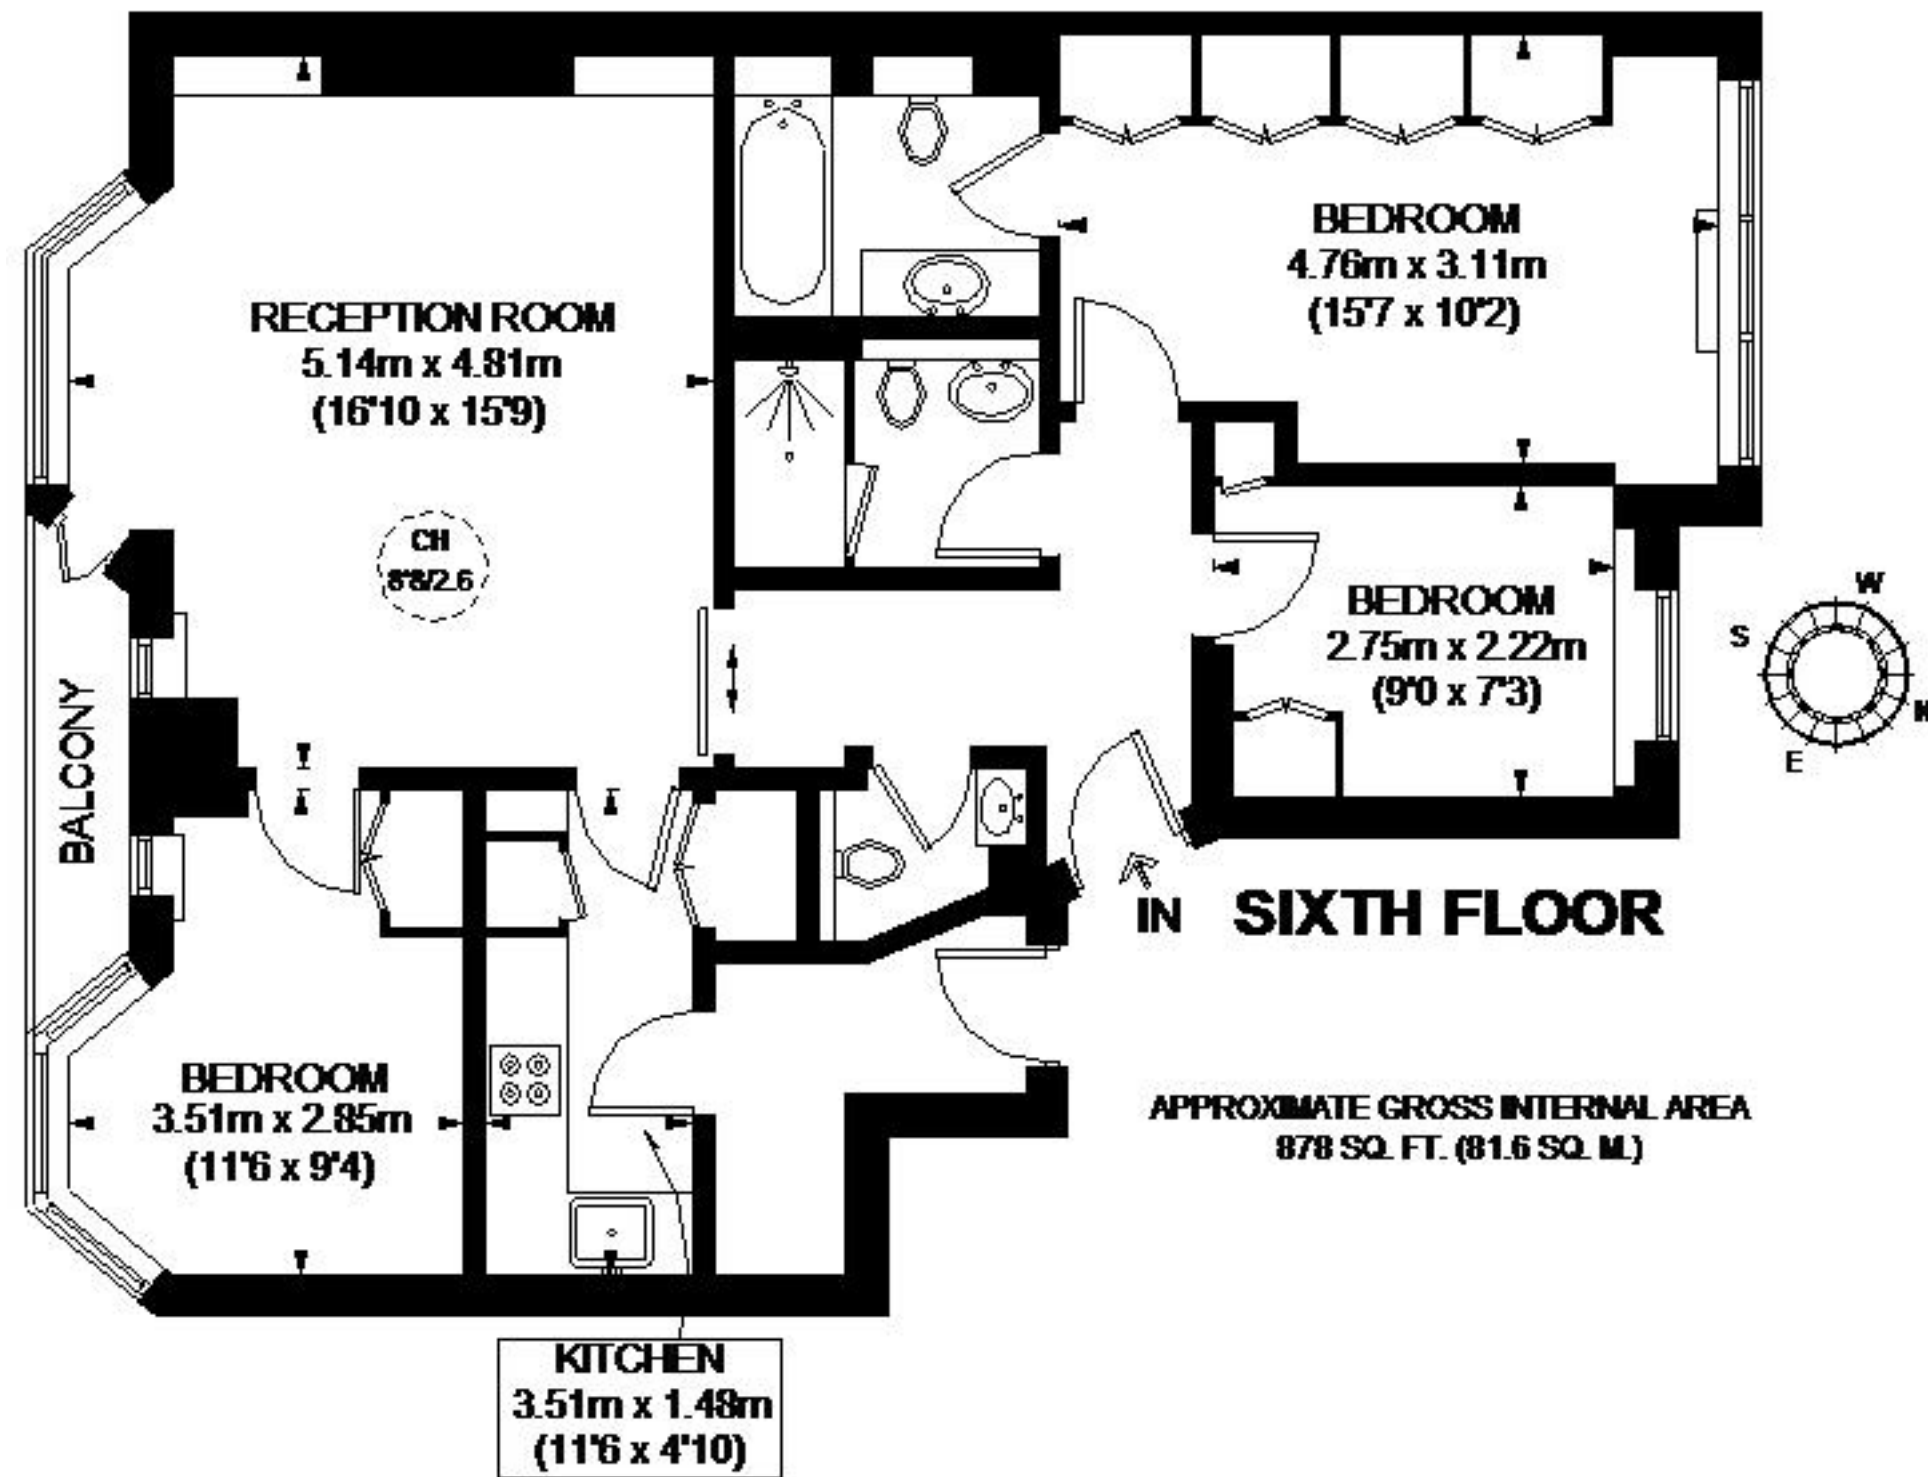 RECEPTION ROOM
5.14m x 4.81m
(16'10 x 15'9)
CH
8'8/2.6
BEDROOM
4.76m x 3.11m
(15'7 x 10'2)
BEDROOM
2.75m x 2.22m
(9'0 x 7'3)
W
S
N
E
BALCONY
IN
SIXTH FLOOR
BEDROOM
3.51m x 2.85m
(11'6 x 9'4)
APPROXIMATE GROSS INTERNAL AREA
878 SQ. FT. (81.6 SQ. M.)
KITCHEN
3.51m x 1.48m
(11'6 x 4'10)